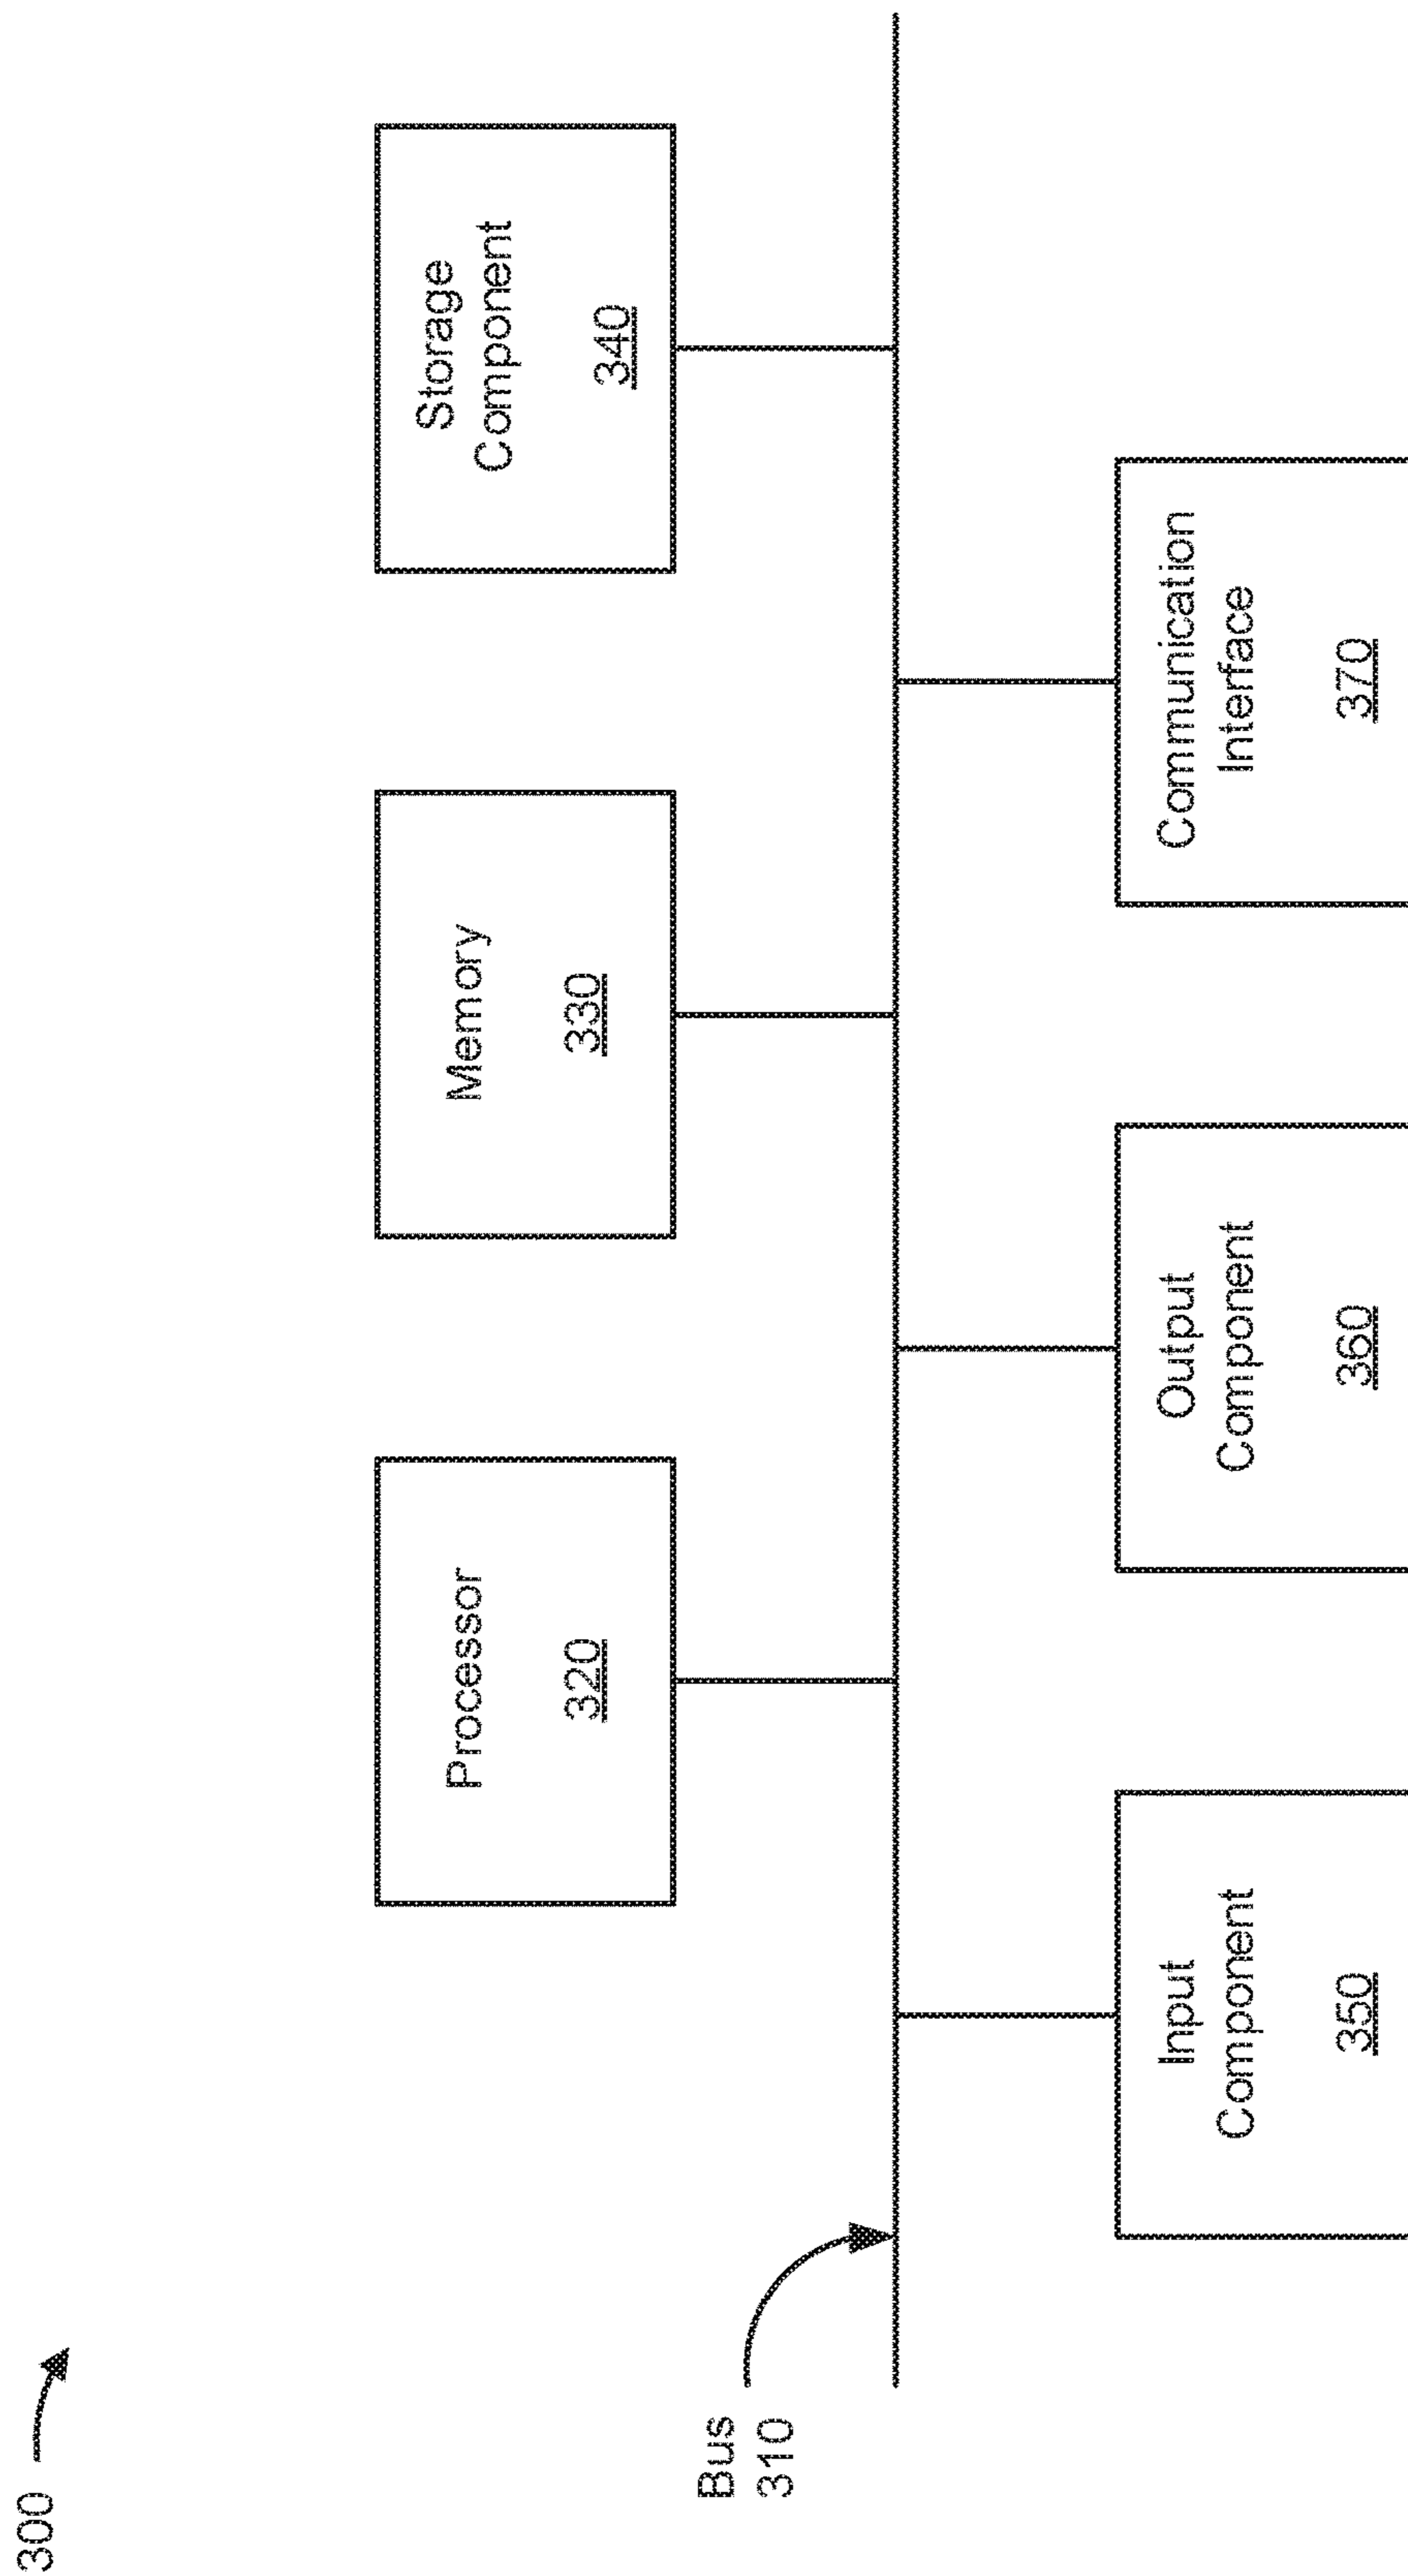 300
Processor
320
Memory
330
Storage
Component
340
Bus
310
Input
Component
350
Output
Component
360
Communication
Interface
370